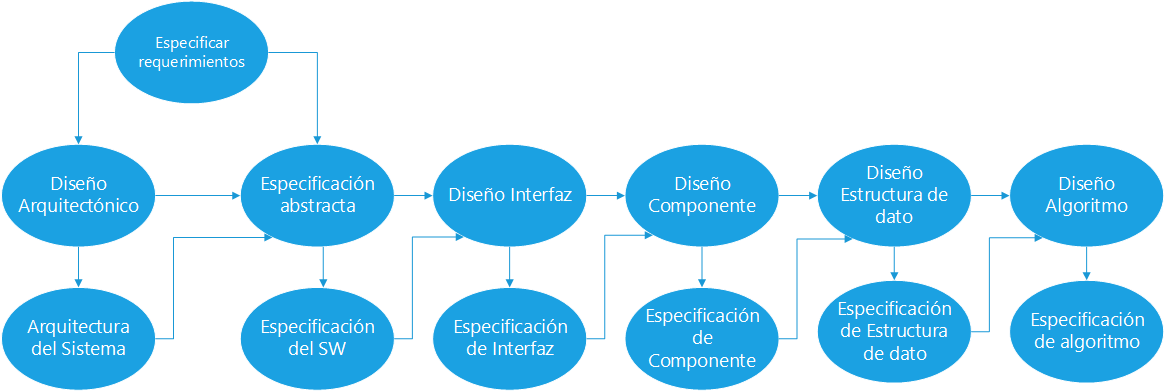 Especificar
requerimientos
Diseño
Arquitectónico
Especificación
abstracta
Diseño Interfaz
Diseño
Componente
Diseño
Estructura de
dato
Diseño
Algoritmo
Arquitectura
del Sistema
Especificación
del SW
Especificación
de Interfaz
Especificación
de
Componente
Especificación
de Estructura
de dato
Especificación
de algoritmo